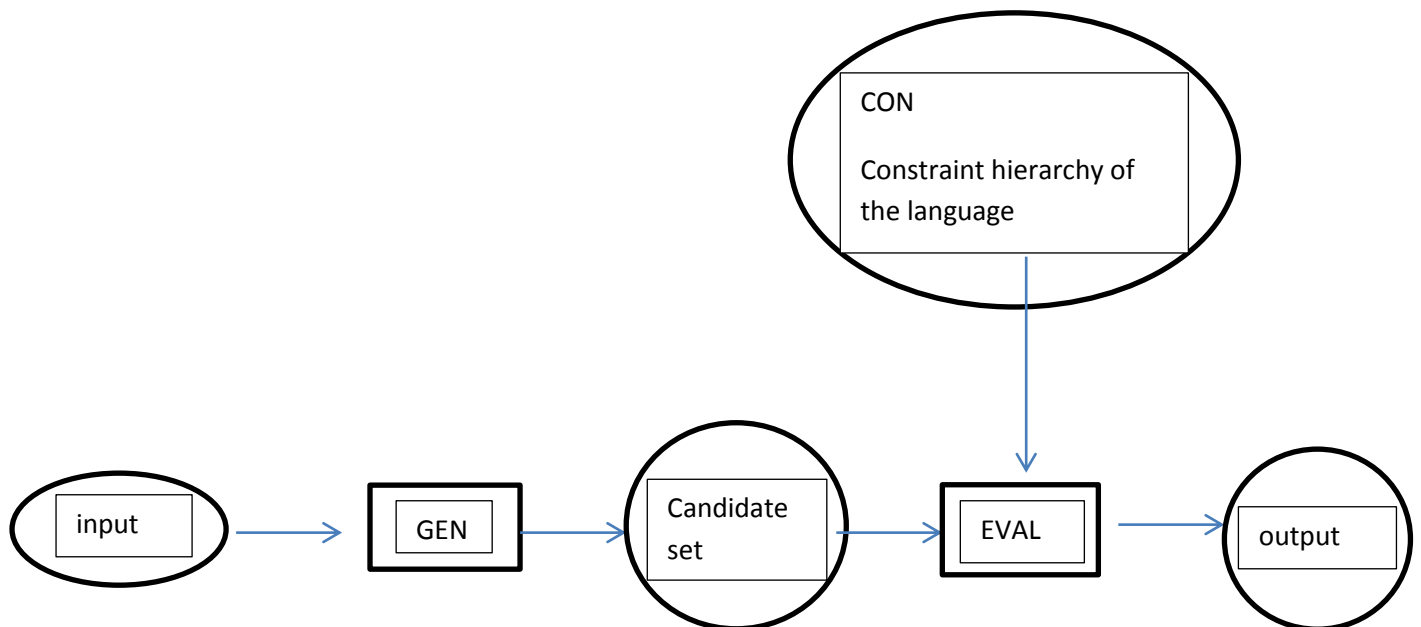 CON
Constraint hierarchy of
the language
input
GEN
Candidate
set
EVAL
output